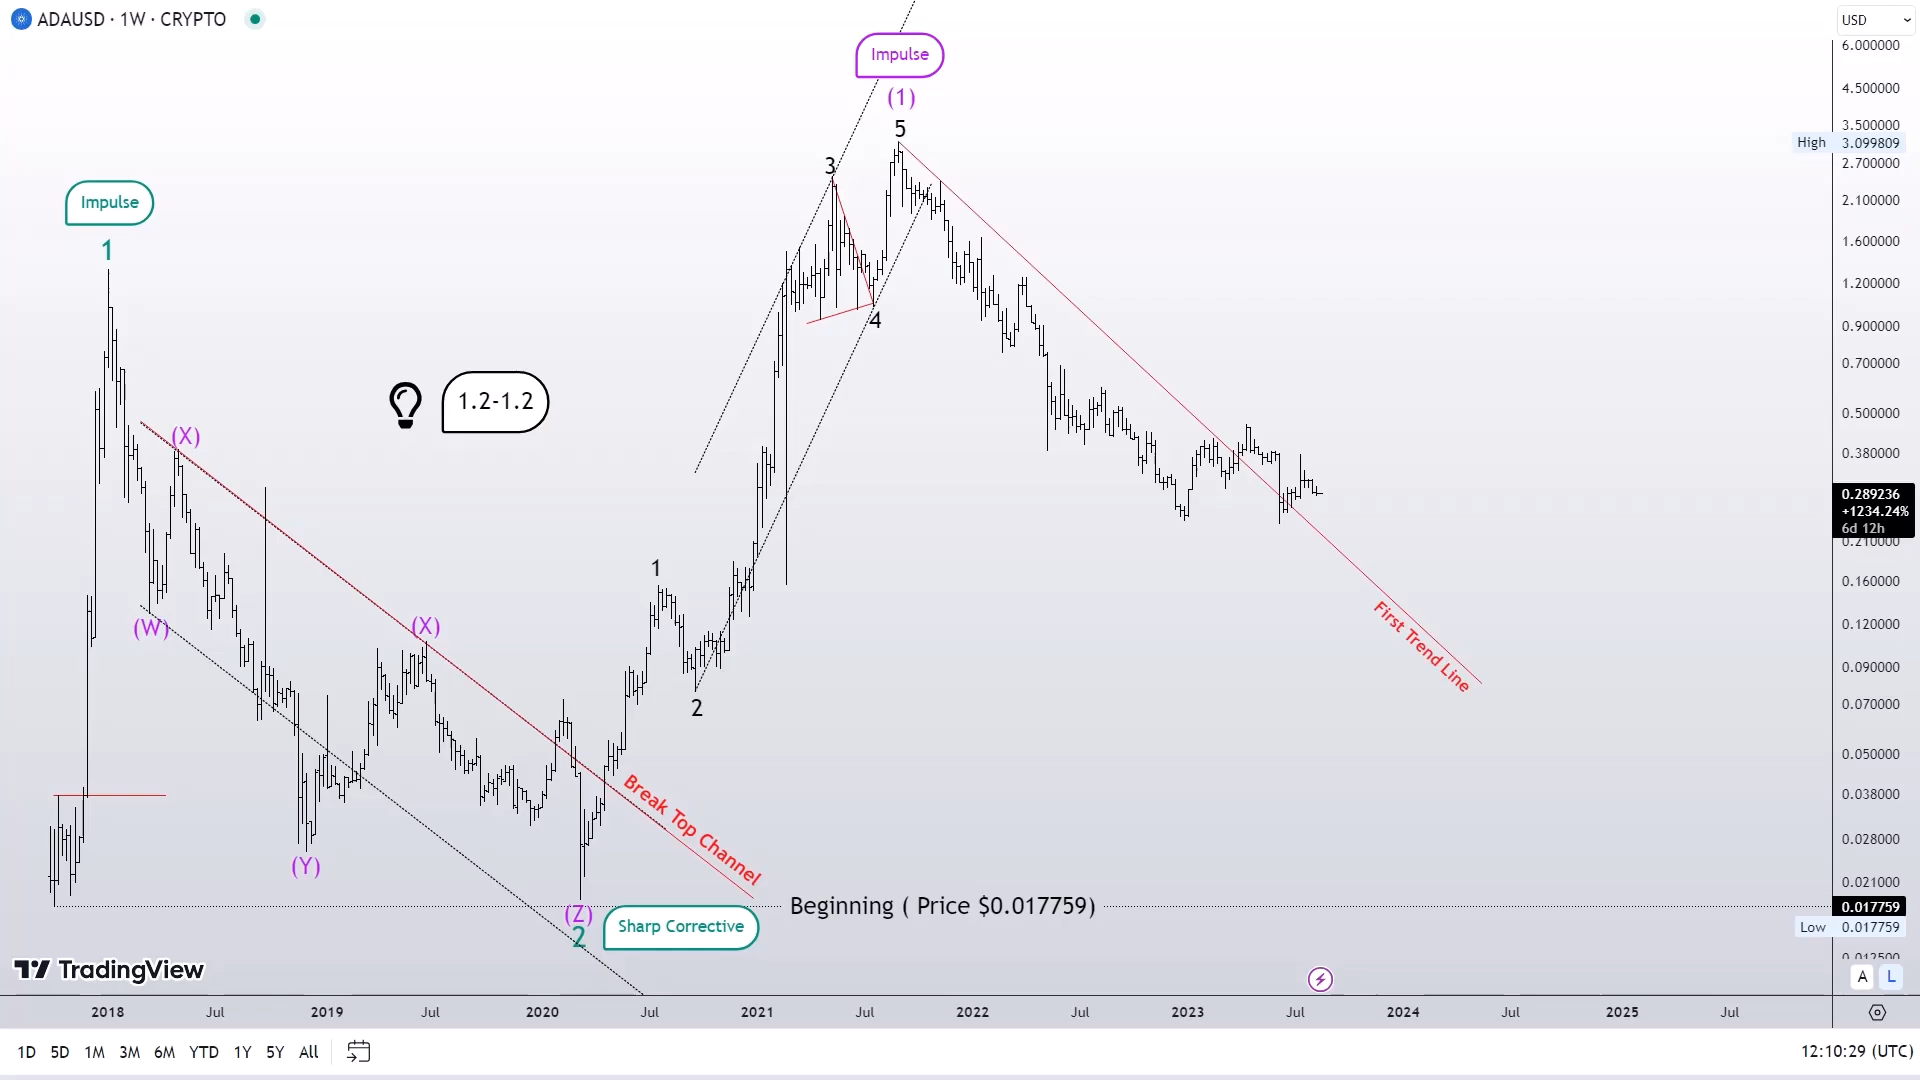 ADAUSD · 1W · CRYPTO
USD
6.000000
4.500000
3.500000
High 3.099809
2.700000
2.100000
1.600000
1.200000
0.900000
0.700000
0.500000
0.380000
0.289236
+1234.24%
6d 12h
0.210000
0.160000
0.120000
0.090000
0.070000
0.050000
0.038000
0.028000
0.021000
0.017759
Low 0.017759
0.012500
Impulse
(1)
5
3
4
Impulse
1
1.2-1.2
(X)
(W)
(X)
(Y)
1
2
First Trend Line
Break Top Channel
Beginning ( Price $0.017759)
(Z)
2
Sharp Corrective
TradingView
A L
2018 Jul 2019 Jul 2020 Jul 2021 Jul 2022 Jul 2023 Jul 2024 Jul 2025 Jul
1D 5D 1M 3M 6M YTD 1Y 5Y All
12:10:29 (UTC)